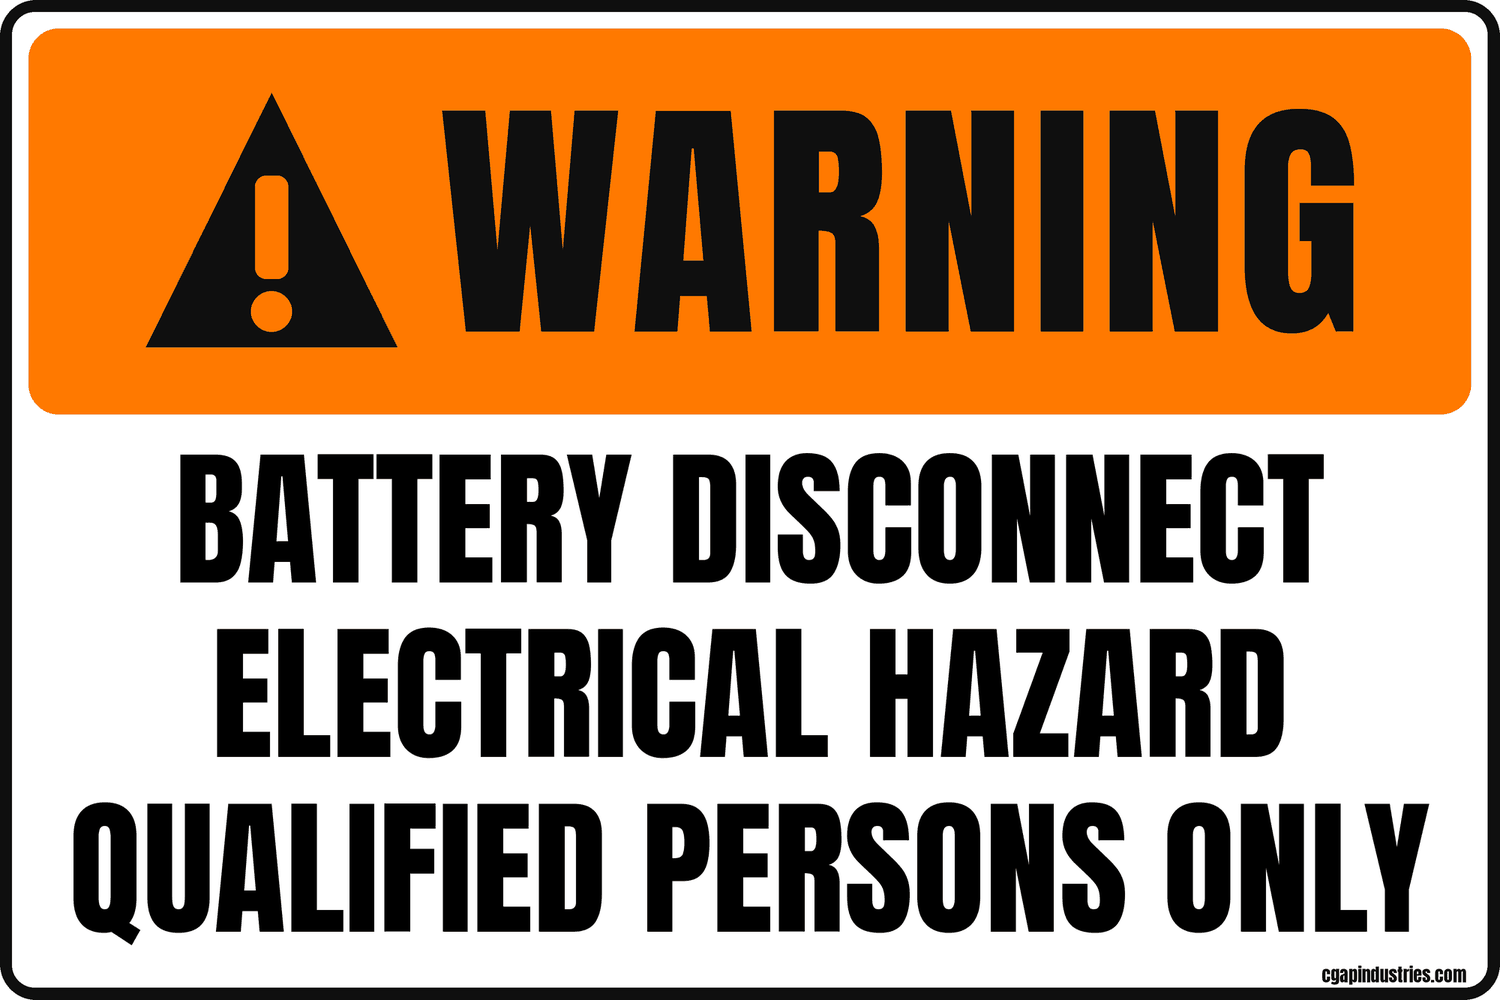 WARNING
BATTERY DISCONNECT
ELECTRICAL HAZARD
QUALIFIED PERSONS ONLY
cgapindustries.com